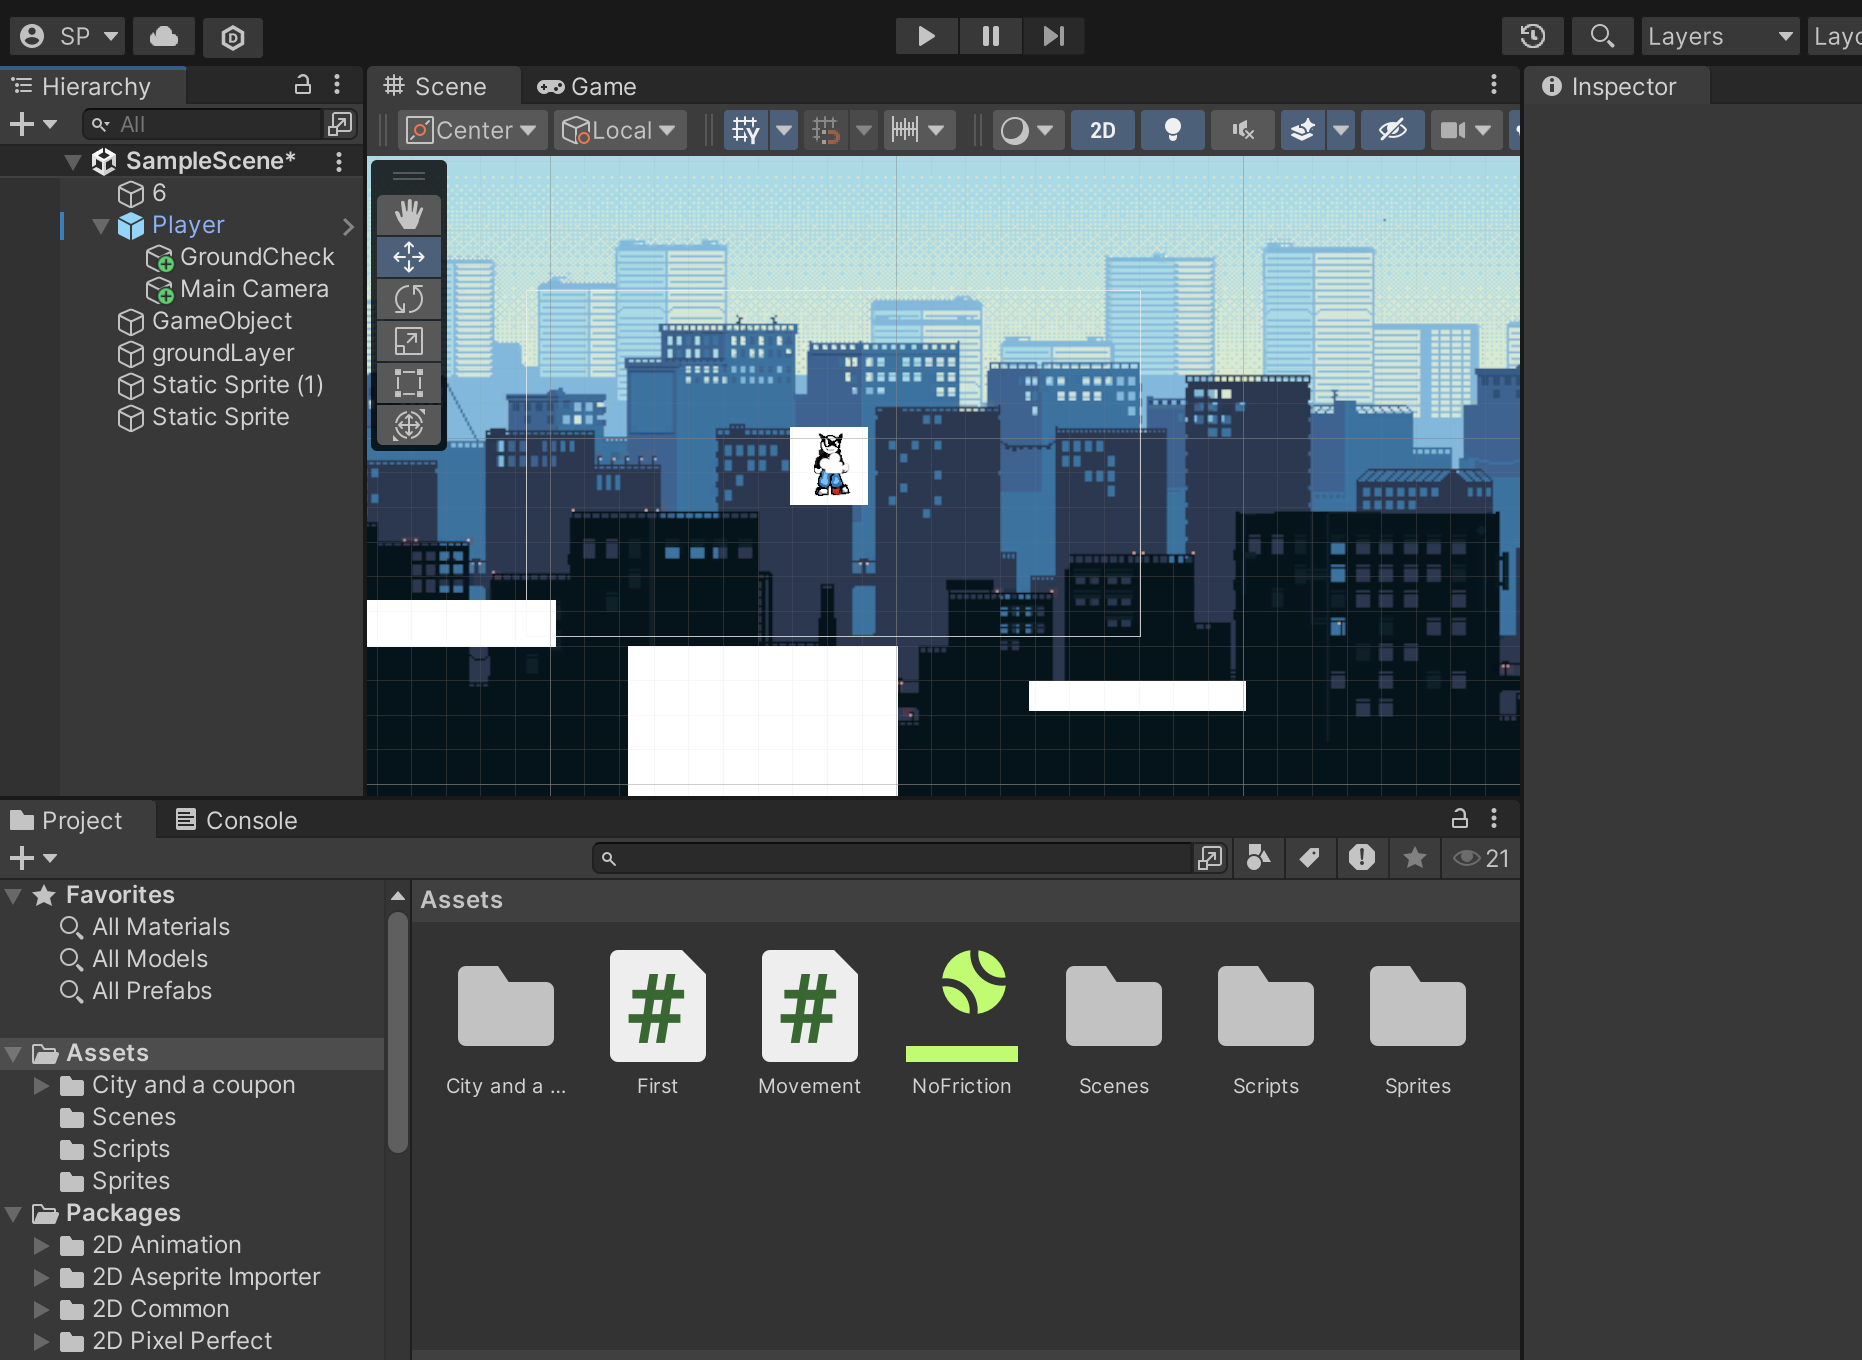 SP
Layers
Layo
Hierarchy
Scene
Game
Inspector
All
Center
Local
2D
SampleScene*
6
Player
GroundCheck
Main Camera
GameObject
groundLayer
Static Sprite (1)
Static Sprite
Project
Console
21
Favorites
All Materials
All Models
All Prefabs
Assets
City and a coupon
Scenes
Scripts
Sprites
Packages
2D Animation
2D Aseprite Importer
2D Common
2D Pixel Perfect
Assets
City and a ...
First
Movement
NoFriction
Scenes
Scripts
Sprites